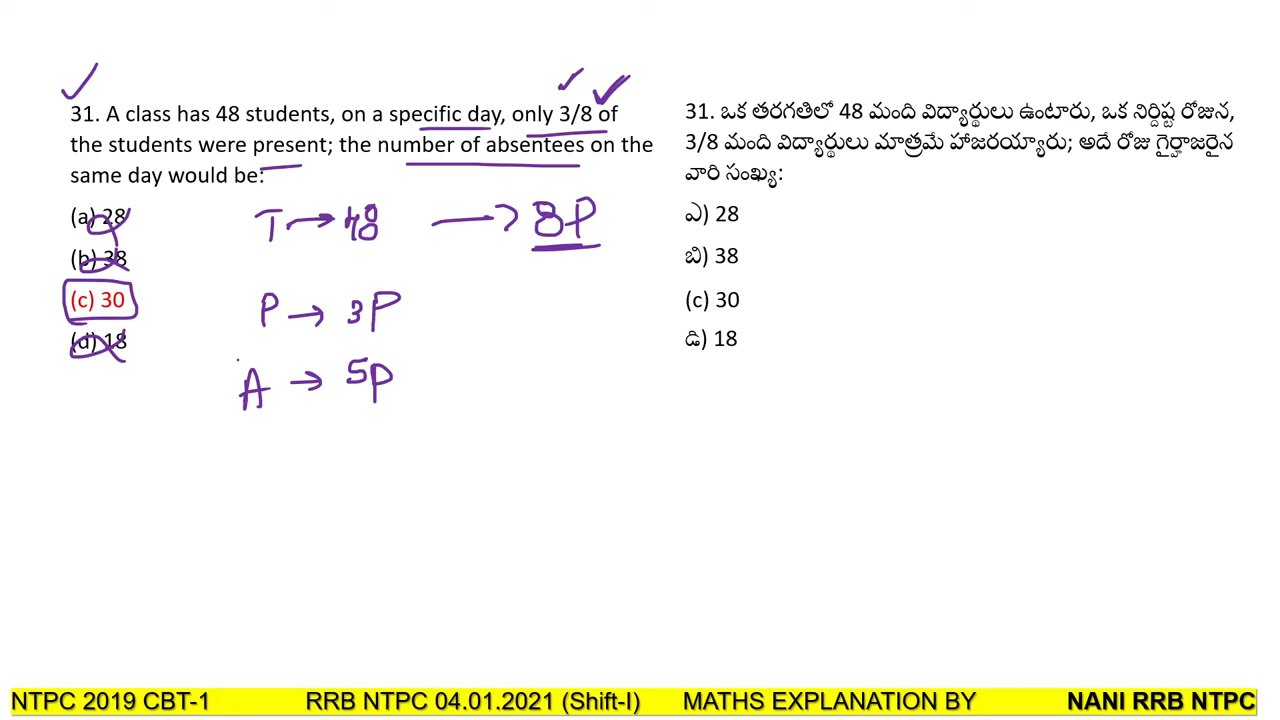 31. A class has 48 students, on a specific day, only 3/8 of
the students were present; the number of absentees on the
same day would be:
(a) 28
(b) 38
(c) 30
(d) 18
T → 48 → 8P
P → 3P
A → 5P
31. ఒక తరగతిలో 48 మంది విద్యార్థులు ఉంటారు, ఒక నిర్దిష్ట రోజున,
3/8 మంది విద్యార్థులు మాత్రమే హాజరయ్యారు; అదే రోజు గైర్హాజరైన
వారి సంఖ్య:
ఎ) 28
బి) 38
(c) 30
డి) 18
NTPC 2019 CBT-1 RRB NTPC 04.01.2021 (Shift-I) MATHS EXPLANATION BY NANI RRB NTPC